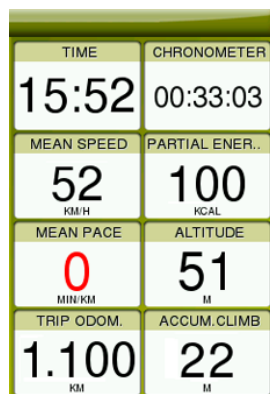 TIME CHRONOMETER
15:52 00:33:03
MEAN SPEED PARTIAL ENER..
52 100
KM/H KCAL
MEAN PACE ALTITUDE
0 51
MIN/KM M
TRIP ODOM. ACCUM.CLIMB
1.100 22
KM M